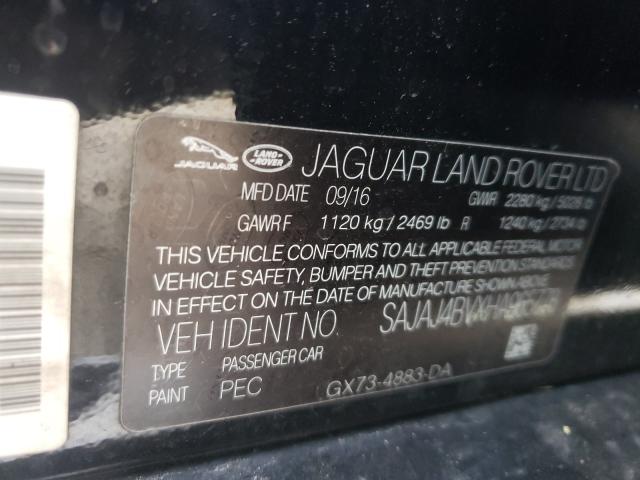 JAGUAR
LAND ROVER
JAGUAR LAND ROVER LTD
MFD DATE 09/16 GVWR 2280 kg / 5026 lb
GAWR F 1120 kg / 2469 lb R 1240 kg / 2734 lb
THIS VEHICLE CONFORMS TO ALL APPLICABLE FEDERAL MOTOR
VEHICLE SAFETY, BUMPER AND THEFT PREVENTION STANDARDS
IN EFFECT ON THE DATE OF MANUFACTURE SHOWN ABOVE
VEH IDENT NO.
TYPE PASSENGER CAR
PAINT PEC GX73-4883-DA